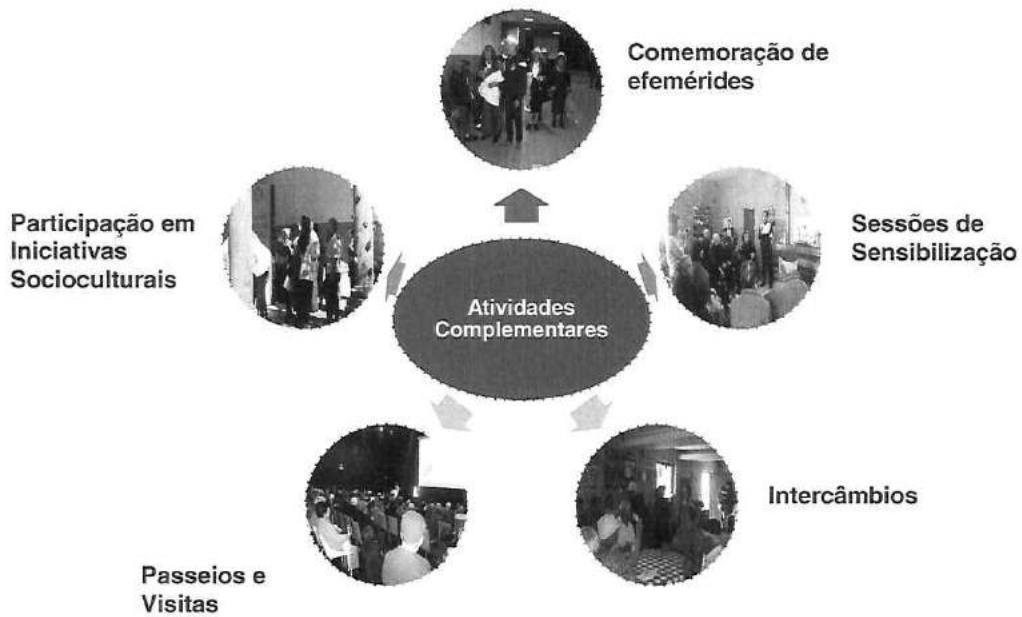 Comemoração de
efemérides
Participação em
Iniciativas
Socioculturais
Sessões de
Sensibilização
Atividades
Complementares
Intercâmbios
Passeios e
Visitas